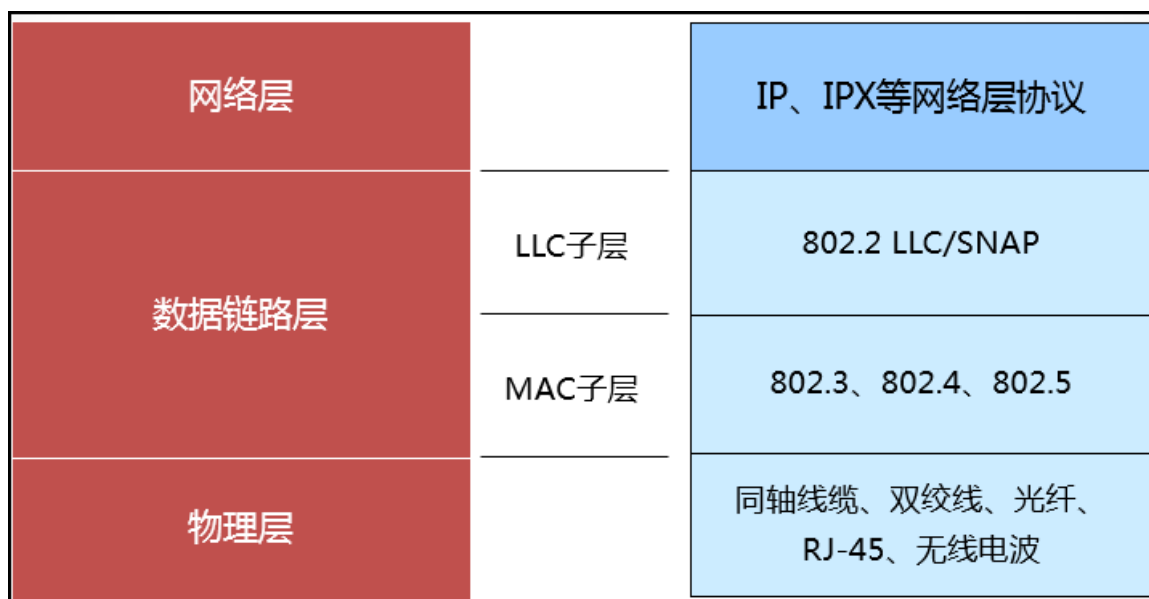 网络层
IP、IPX等网络层协议
数据链路层
LLC子层
802.2 LLC/SNAP
MAC子层
802.3、802.4、802.5
物理层
同轴线缆、双绞线、光纤、
RJ-45、无线电波